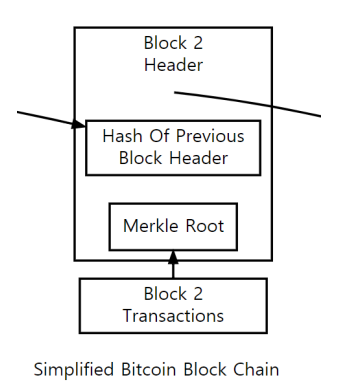 Block 2
Header
Hash Of Previous
Block Header
Merkle Root
Block 2
Transactions
Simplified Bitcoin Block Chain